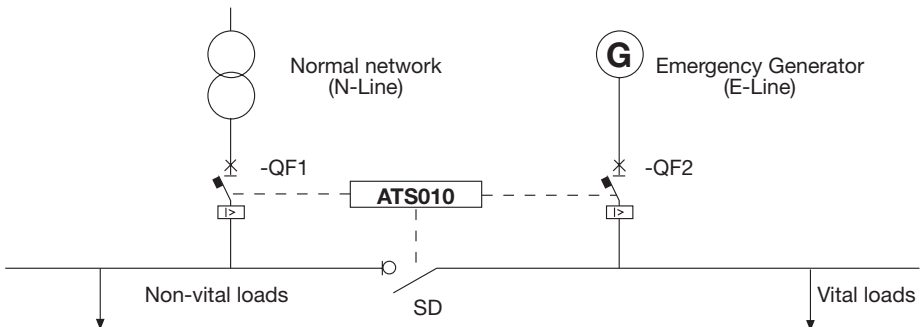 Normal network
(N-Line)
G
Emergency Generator
(E-Line)
-QF1
-QF2
ATS010
I>
I>
Non-vital loads
SD
Vital loads